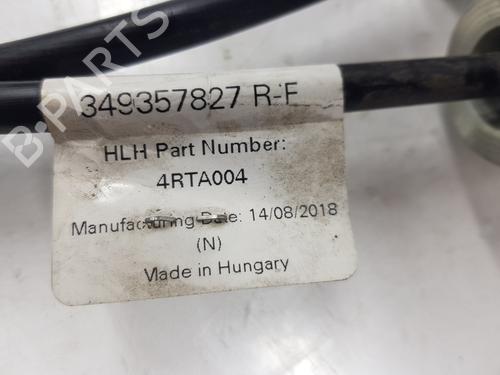 349357827 R-F
HLH Part Number:
4RTA004
Manufacturing Date: 14/08/2018
(N)
Made in Hungary
B-PARTS